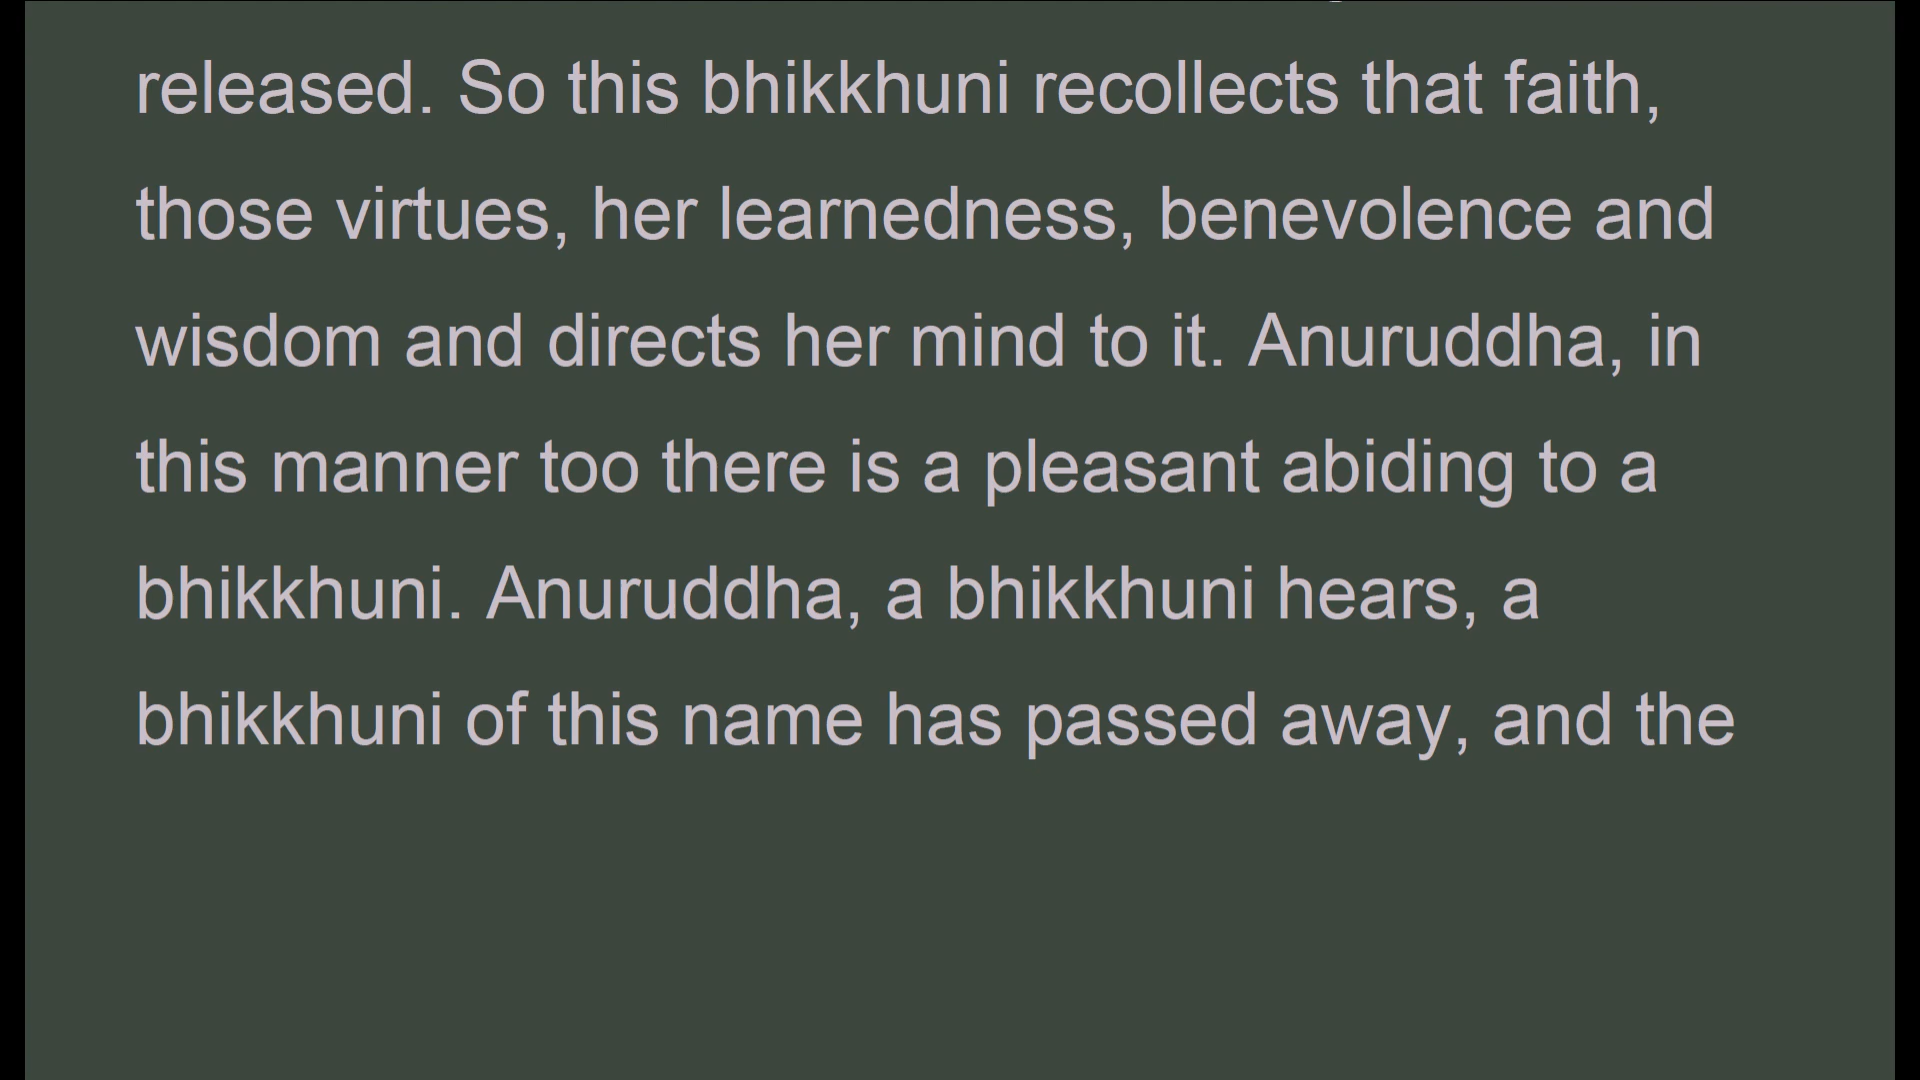 released. So this bhikkhuni recollects that faith,
those virtues, her learnedness, benevolence and
wisdom and directs her mind to it. Anuruddha, in
this manner too there is a pleasant abiding to a
bhikkhuni. Anuruddha, a bhikkhuni hears, a
bhikkhuni of this name has passed away, and the